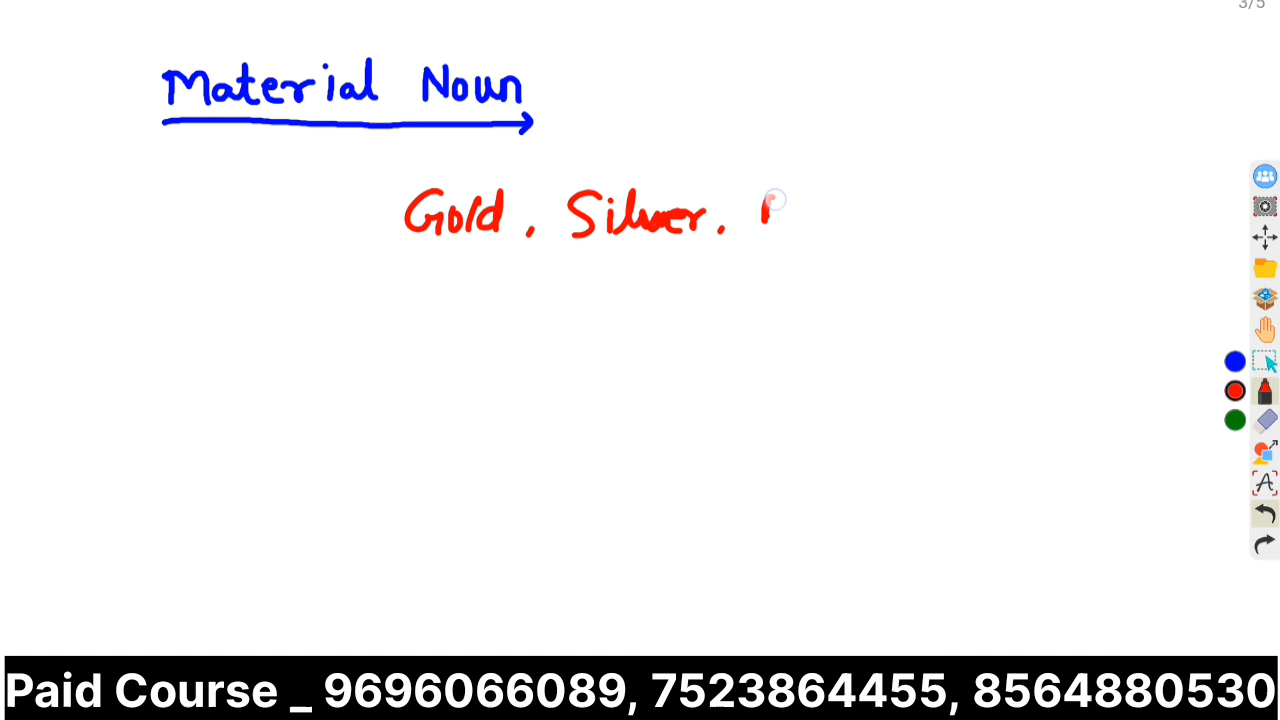 3/5
Material Noun
Gold, Silver,
Paid Course _ 9696066089, 7523864455, 8564880530